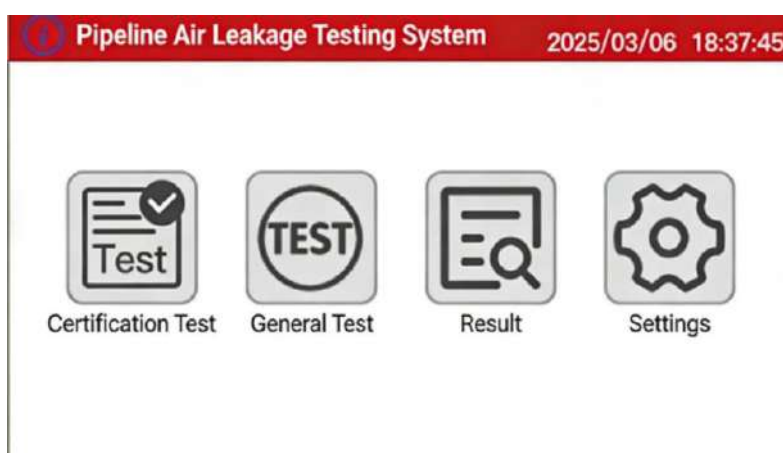 Pipeline Air Leakage Testing System 2025/03/06 18:37:45
Test
TEST
Certification Test
General Test
Result
Settings